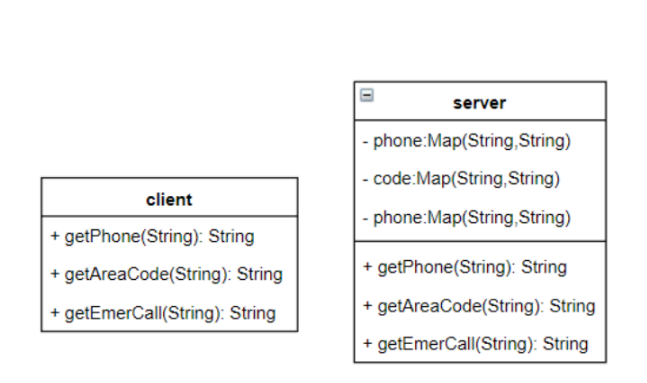 client
+ getPhone(String): String
+ getAreaCode(String): String
+ getEmerCall(String): String
server
- phone:Map(String,String)
- code:Map(String,String)
- phone:Map(String,String)
+ getPhone(String): String
+ getAreaCode(String): String
+ getEmerCall(String): String